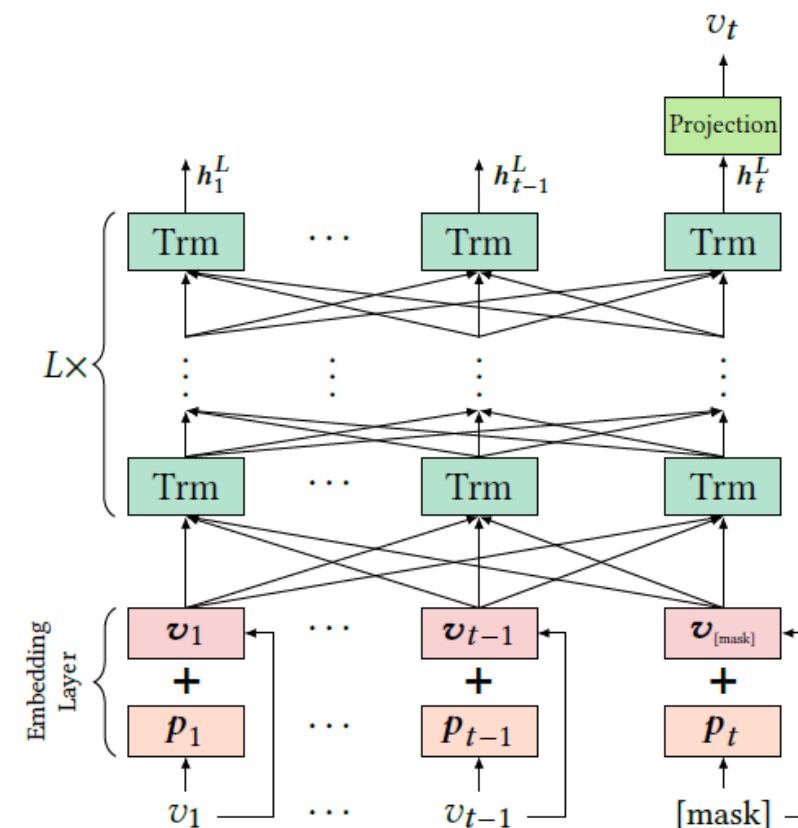 v_t
Projection
h_1^L h_{t-1}^L h_t^L
Trm ··· Trm Trm
L×
Trm ··· Trm Trm
Embedding Layer
v_1 ··· v_{t-1} v_{[mask]}
+ + +
p_1 ··· p_{t-1} p_t
v_1 ··· v_{t-1} [mask]